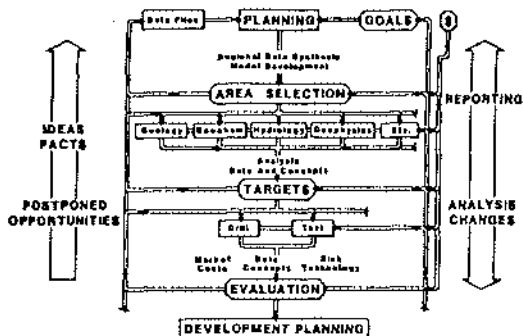 Data Files PLANNING GOALS $
Regional Data Synthesis
Model Development
AREA SELECTION
REPORTING
IDEAS
FACTS
Geology Geochem Hydrology Geophysics Etc.
Analysis
Data And Concepts
TARGETS
POSTPONED
OPPORTUNITIES
ANALYSIS
CHANGES
Drill Test
Market Data Risk
Costs Concepts Technology
EVALUATION
DEVELOPMENT PLANNING